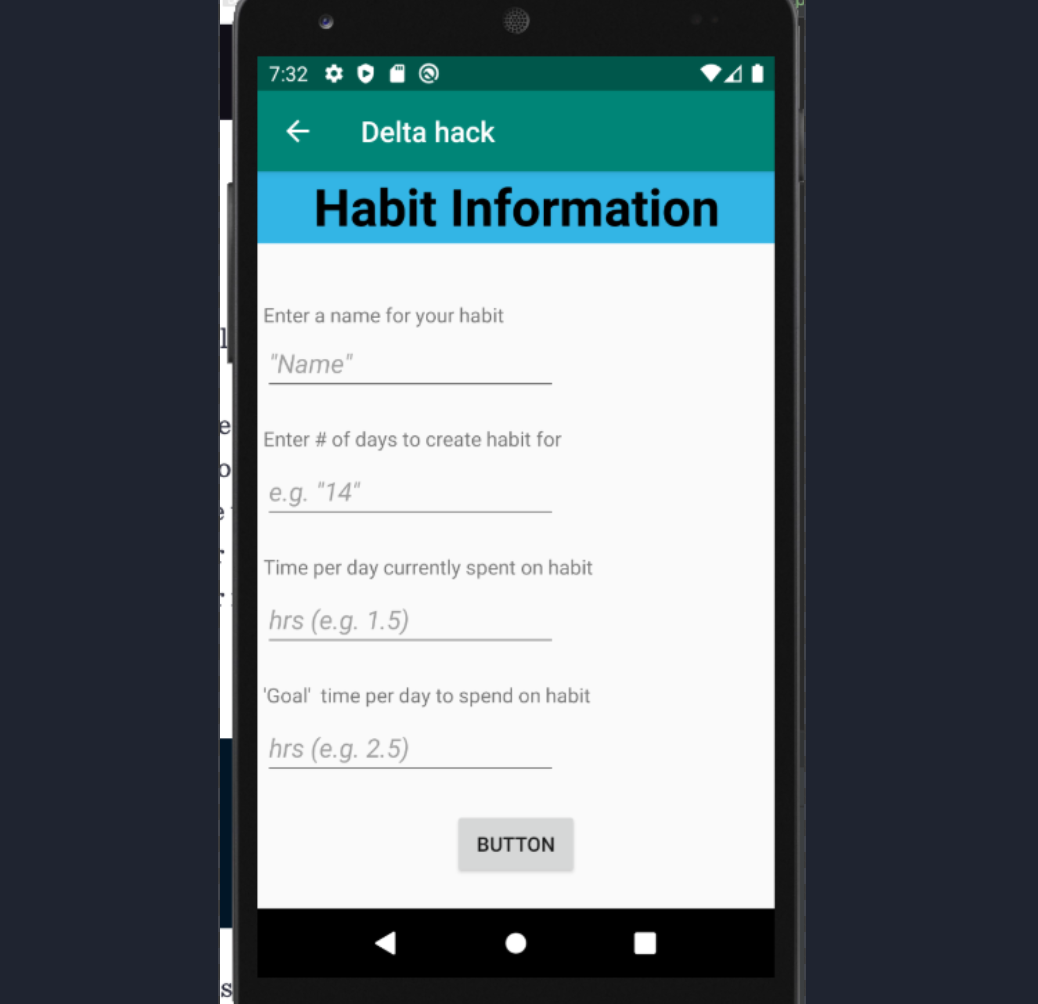 7:32
Delta hack
Habit Information
Enter a name for your habit
"Name"
Enter # of days to create habit for
e.g. "14"
Time per day currently spent on habit
hrs (e.g. 1.5)
'Goal'  time per day to spend on habit
hrs (e.g. 2.5)
BUTTON